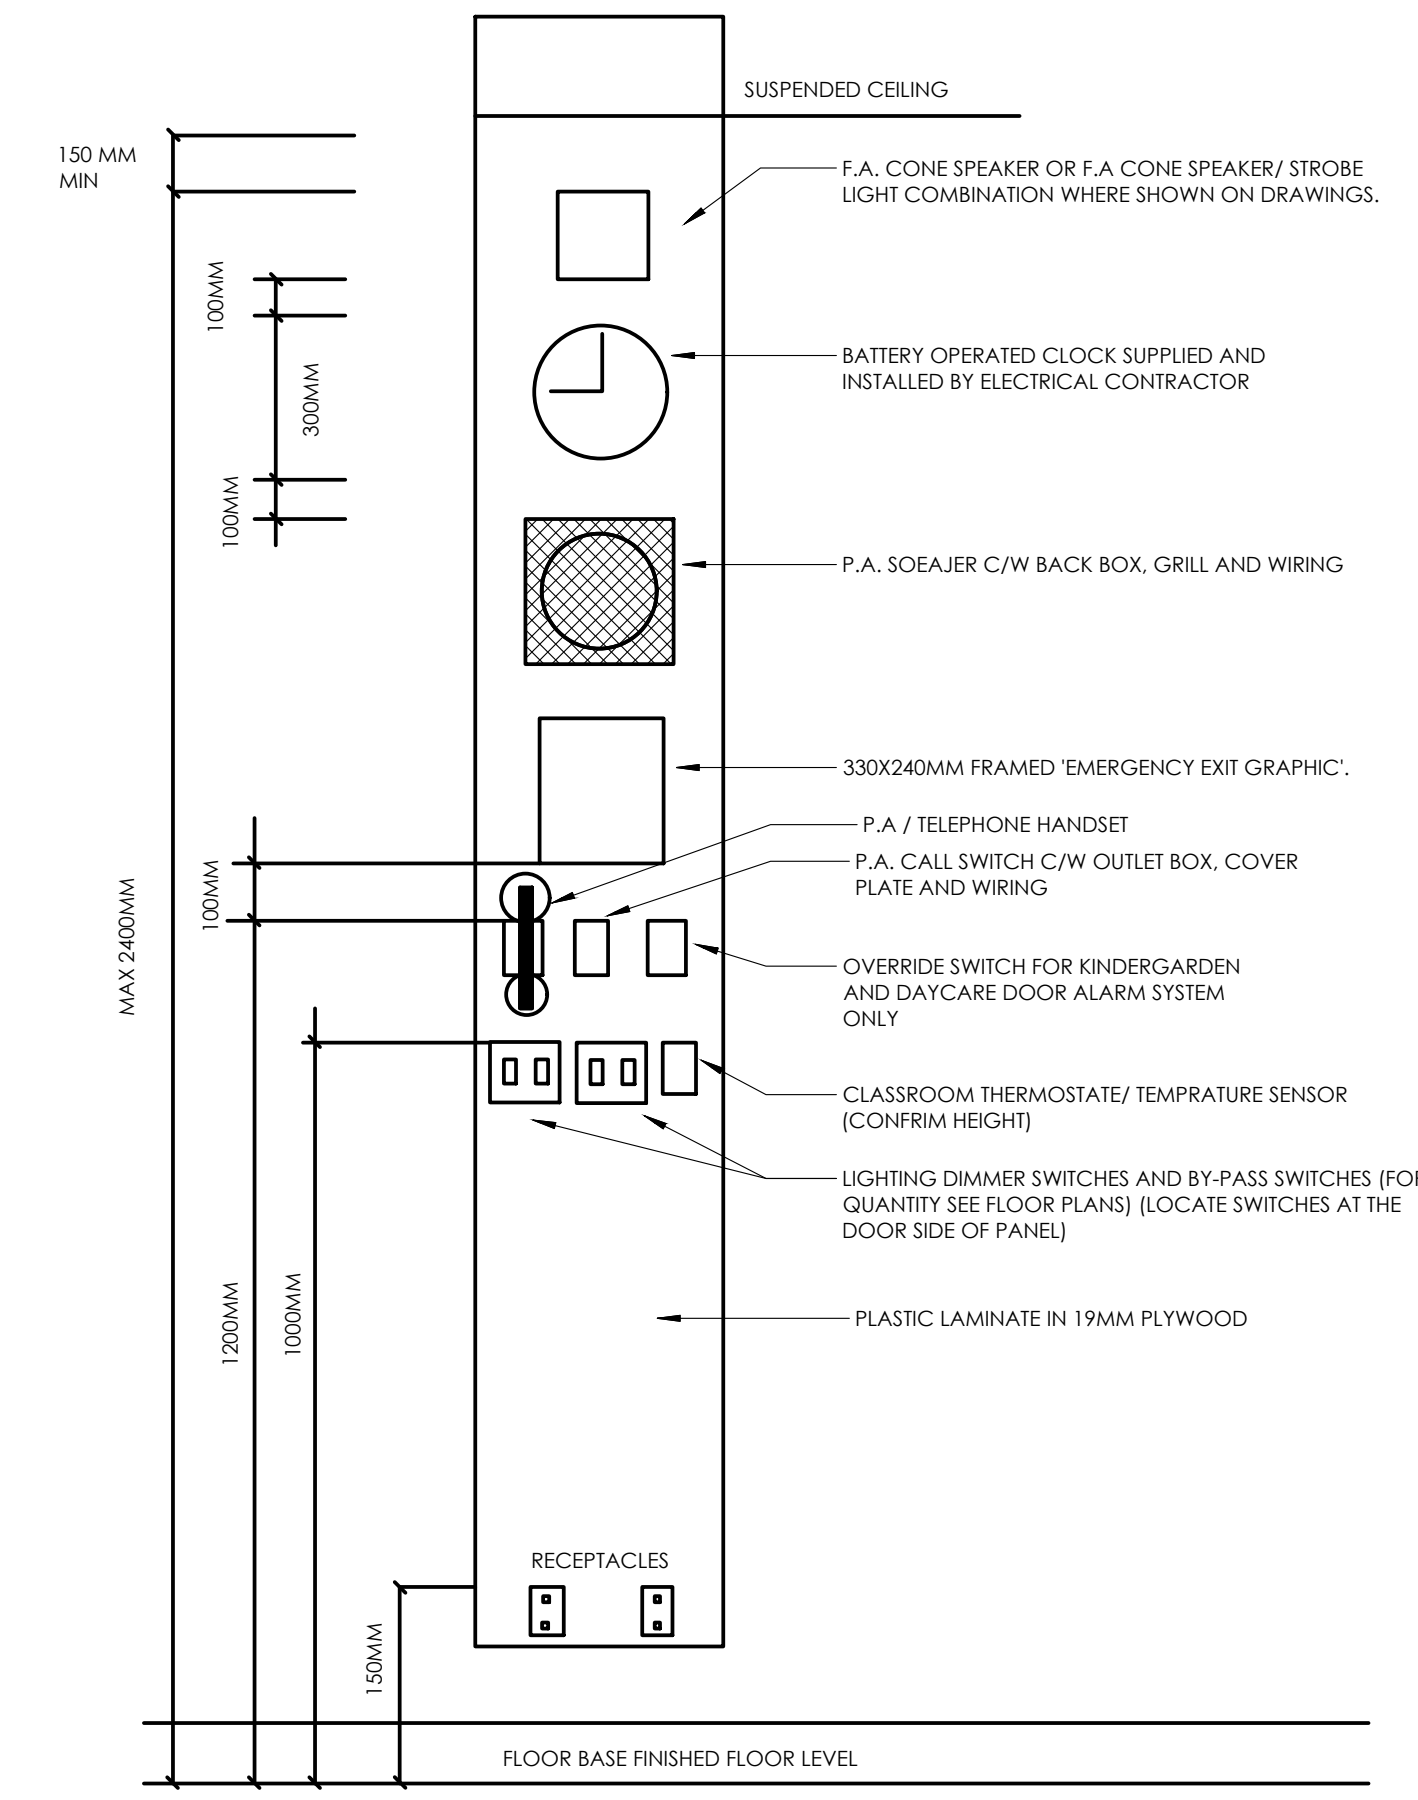 SUSPENDED CEILING
150 MM
MIN
F.A. CONE SPEAKER OR F.A CONE SPEAKER/ STROBE
LIGHT COMBINATION WHERE SHOWN ON DRAWINGS.
100MM
300MM
100MM
BATTERY OPERATED CLOCK SUPPLIED AND
INSTALLED BY ELECTRICAL CONTRACTOR
P.A. SOEAJER C/W BACK BOX, GRILL AND WIRING
330X240MM FRAMED 'EMERGENCY EXIT GRAPHIC'.
P.A / TELEPHONE HANDSET
P.A. CALL SWITCH C/W OUTLET BOX, COVER
PLATE AND WIRING
MAX 2400MM
100MM
OVERRIDE SWITCH FOR KINDERGARDEN
AND DAYCARE DOOR ALARM SYSTEM
ONLY
CLASSROOM THERMOSTATE/ TEMPRATURE SENSOR
(CONFRIM HEIGHT)
LIGHTING DIMMER SWITCHES AND BY-PASS SWITCHES (FOR
QUANTITY SEE FLOOR PLANS) (LOCATE SWITCHES AT THE
DOOR SIDE OF PANEL)
1200MM
1000MM
PLASTIC LAMINATE IN 19MM PLYWOOD
RECEPTACLES
150MM
FLOOR BASE FINISHED FLOOR LEVEL